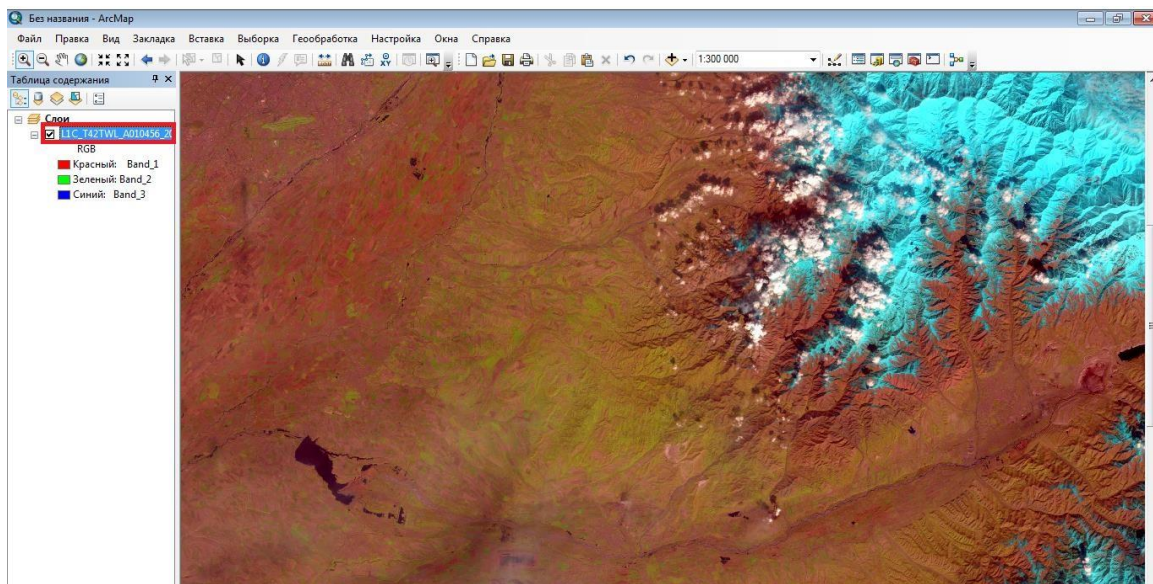 Без названия - ArcMap
Файл Правка Вид Закладка Вставка Выборка Геообработка Настройка Окна Справка
1:300 000
Таблица содержания
Слои
L1C_T42TWL_A010456_20
RGB
Красный: Band_1
Зеленый: Band_2
Синий: Band_3